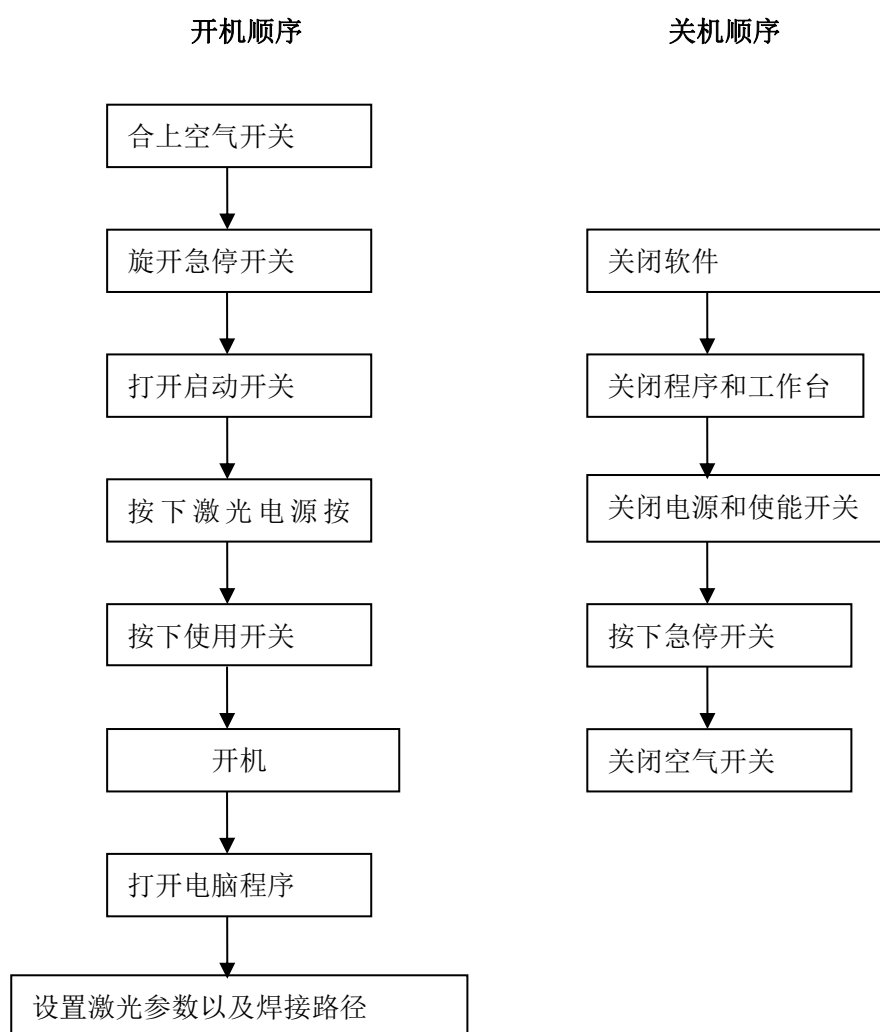 开机顺序
合上空气开关
旋开急停开关
打开启动开关
按下激光电源按
按下使用开关
开机
打开电脑程序
设置激光参数以及焊接路径
关机顺序
关闭软件
关闭程序和工作台
关闭电源和使能开关
按下急停开关
关闭空气开关